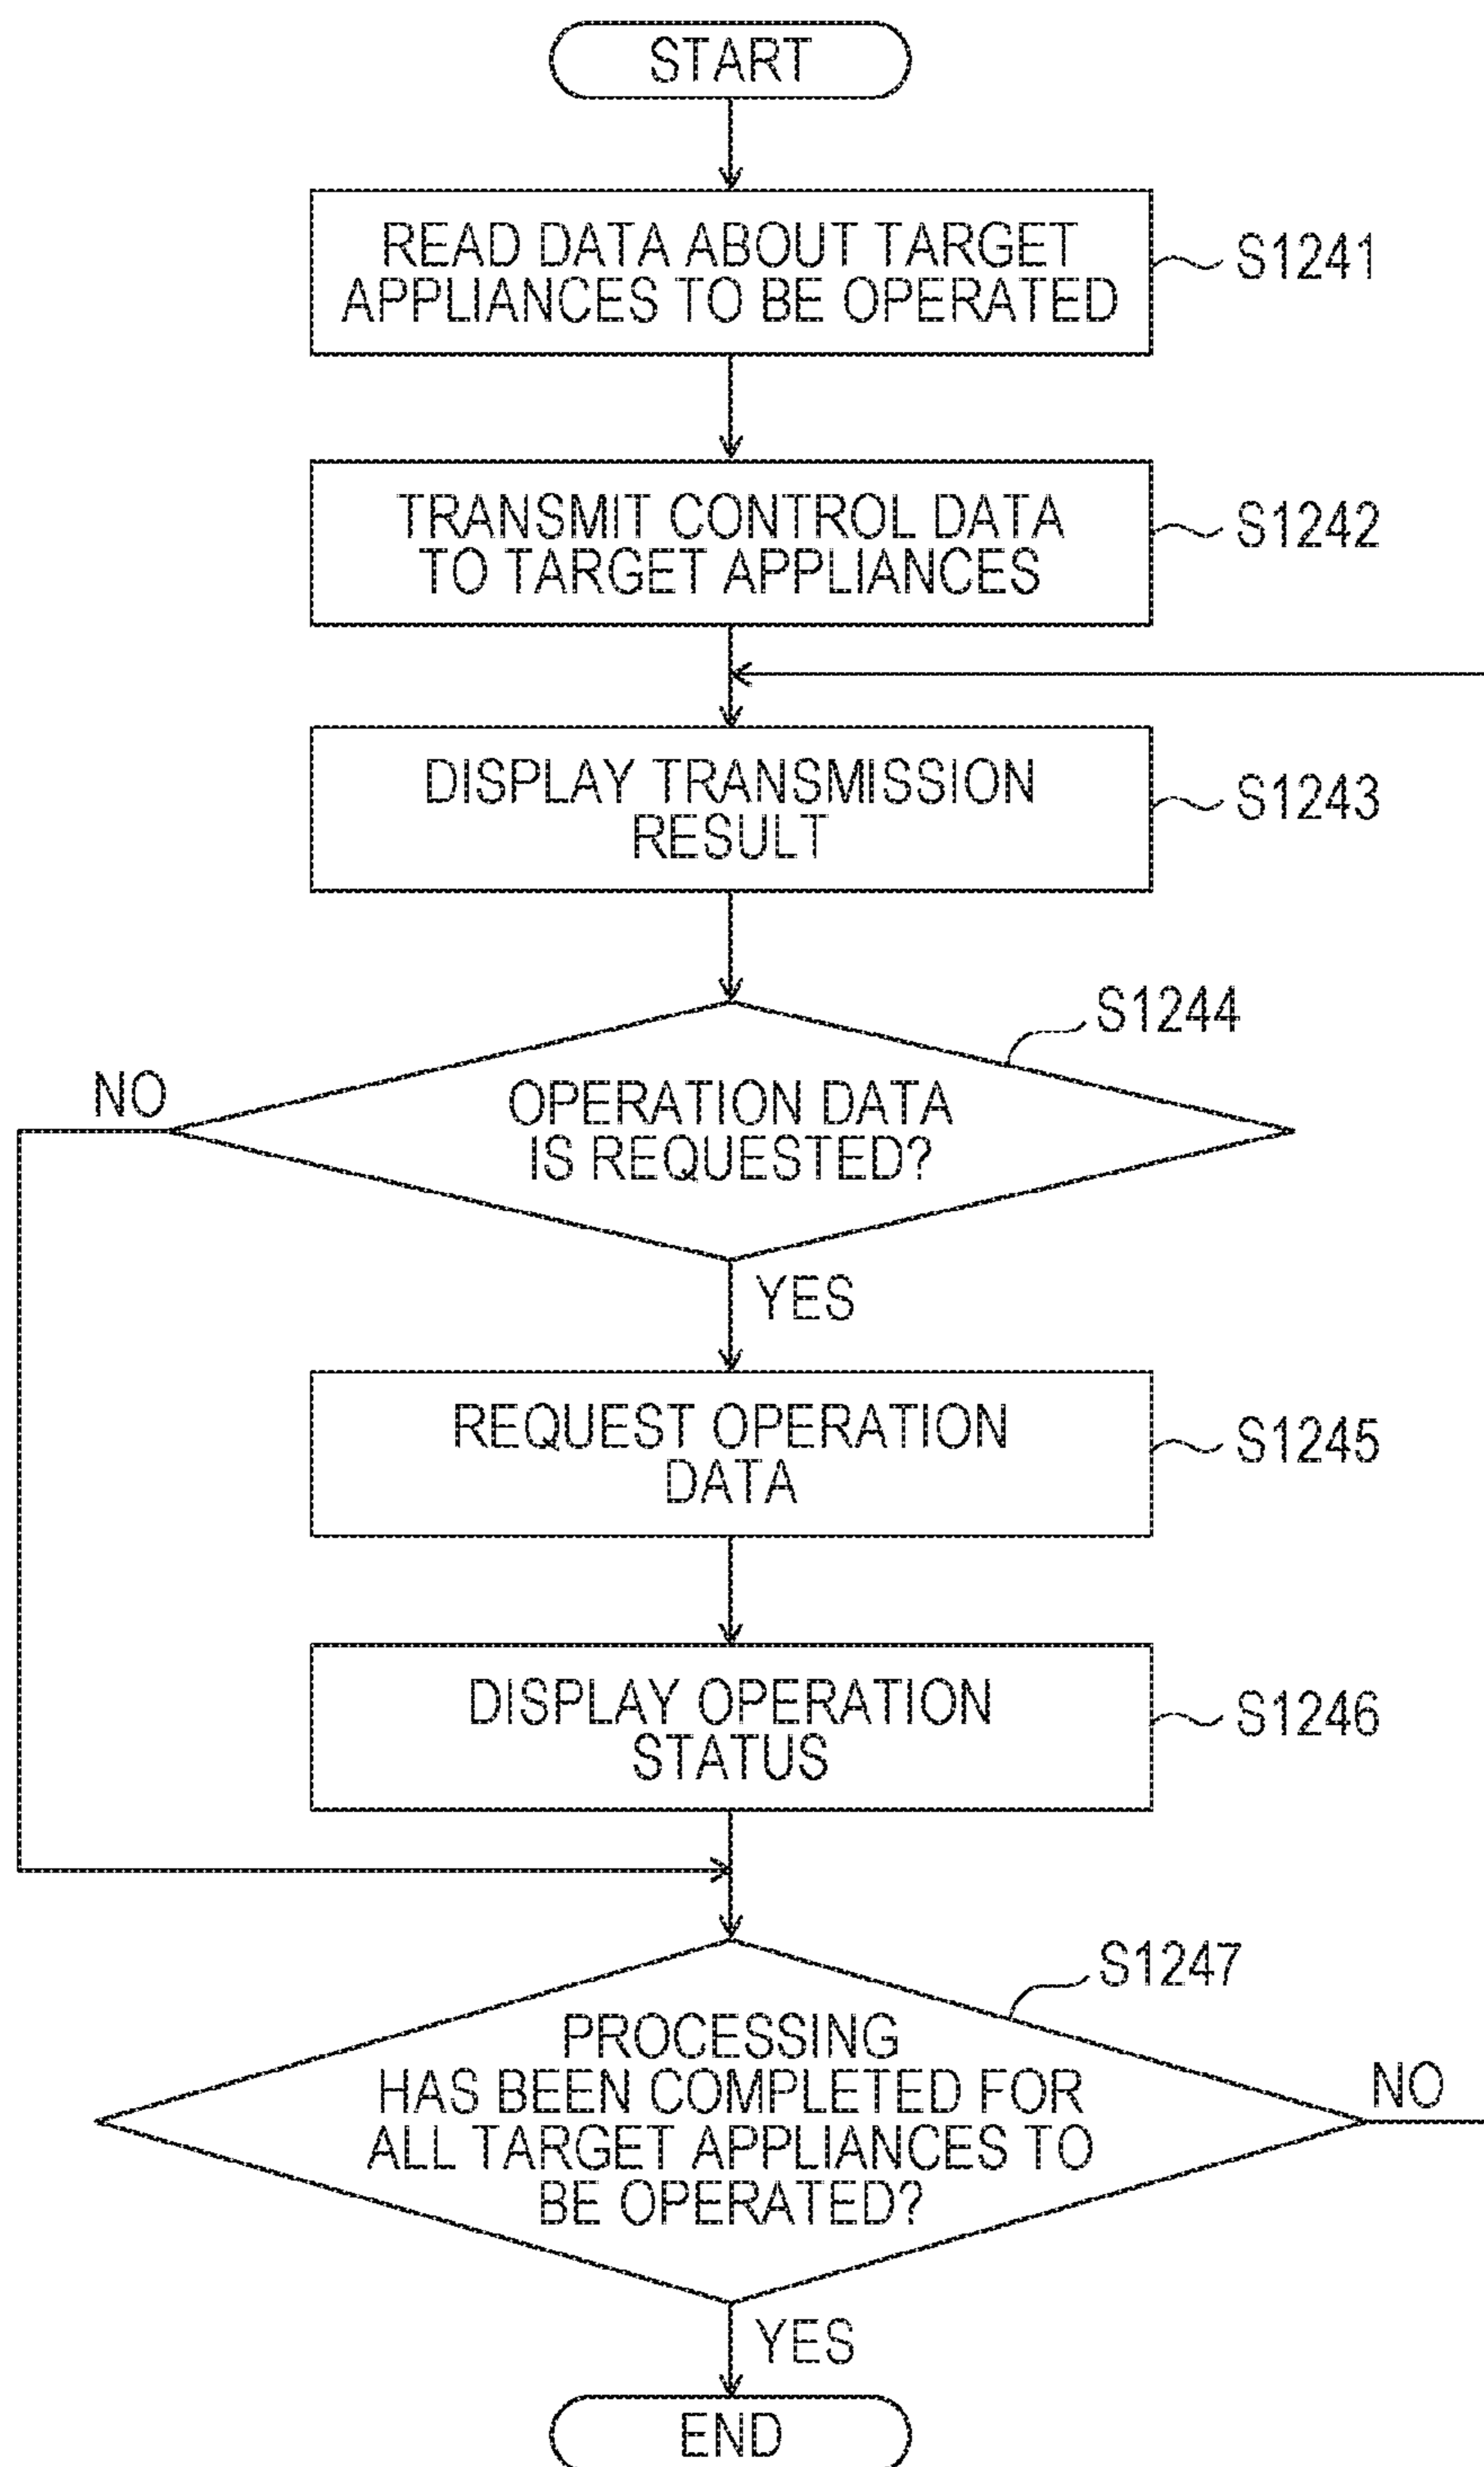 START
READ DATA ABOUT TARGET
APPLIANCES TO BE OPERATED
S1241
TRANSMIT CONTROL DATA
TO TARGET APPLIANCES
S1242
DISPLAY TRANSMISSION
RESULT
S1243
S1244
NO
OPERATION DATA
IS REQUESTED?
YES
REQUEST OPERATION
DATA
S1245
DISPLAY OPERATION
STATUS
S1246
S1247
PROCESSING
HAS BEEN COMPLETED FOR
ALL TARGET APPLIANCES TO
BE OPERATED?
NO
YES
END